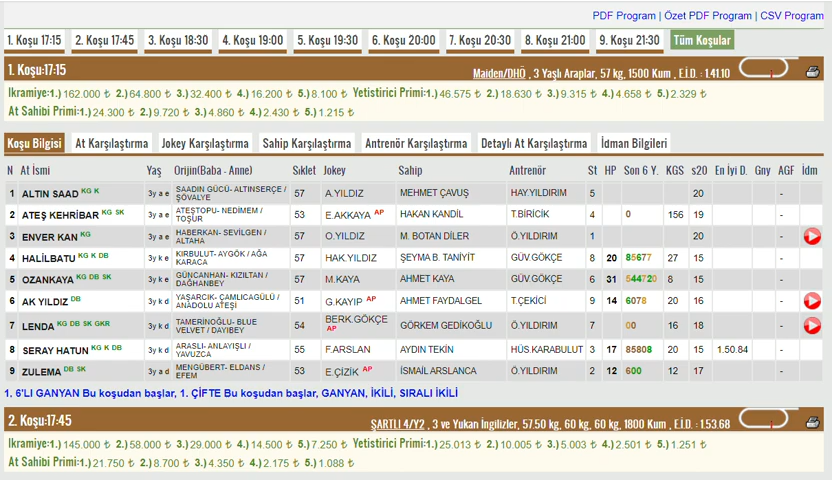 PDF Program | Özet PDF Program | CSV Program
1. Koşu 17:15 2. Koşu 17:45 3. Koşu 18:30 4. Koşu 19:00 5. Koşu 19:30 6. Koşu 20:00 7. Koşu 20:30 8. Koşu 21:00 9. Koşu 21:30 Tüm Koşular
1. Koşu:17:15 Maiden/DHÖ , 3 Yaşlı Araplar, 57 kg, 1500 Kum , E.İ.D. : 1.41.10
İkramiye:1.) 162.000 ₺ 2.) 64.800 ₺ 3.) 32.400 ₺ 4.) 16.200 ₺ 5.) 8.100 ₺ Yetistirici Primi:1.) 46.575 ₺ 2.) 18.630 ₺ 3.) 9.315 ₺ 4.) 4.658 ₺ 5.) 2.329 ₺
At Sahibi Primi:1.) 24.300 ₺ 2.) 9.720 ₺ 3.) 4.860 ₺ 4.) 2.430 ₺ 5.) 1.215 ₺
Koşu Bilgisi At Karşılaştırma Jokey Karşılaştırma Sahip Karşılaştırma Antrenör Karşılaştırma Detaylı At Karşılaştırma İdman Bilgileri
N At İsmi Yaş Orijin(Baba - Anne) Sıklet Jokey Sahip Antrenör St HP Son 6 Y. KGS s20 En İyi D. Gny AGF İdm
1 ALTIN SAAD KG K 3y a e SAADIN GÜCÜ- ALTINSERÇE / ŞÖVALYE 57 A.YILDIZ MEHMET ÇAVUŞ HAY.YILDIRIM 5 20 -
2 ATEŞ KEHRİBAR KG SK 3y a e ATEŞTOPU- NEDİMEM / TOŞUR 53 E.AKKAYA AP HAKAN KANDİL T.BİRİCİK 4 0 156 19 -
3 ENVER KAN KG 3y a e HABERKAN- SEVİLGEN / ALTAHA 57 O.YILDIZ M. BOTAN DİLER Ö.YILDIRIM 1 20 -
4 HALİLBATU KG K DB 3y k e KIRBULUT- AYGÖK / AĞA KARACA 57 HAK.YILDIZ ŞEYMA B. TANİYİT GÜV.GÖKÇE 8 20 85677 27 15 -
5 OZANKAYA KG DB SK 3y k e GÜNCANHAN- KIZILTAN / DAĞHANBEY 57 M.KAYA AHMET KAYA GÜV.GÖKÇE 6 31 544720 8 15 -
6 AK YILDIZ DB 3y k d YAŞARCIK- ÇAMLICAGÜLÜ / ANADOLU ATEŞİ 51 G.KAYIP AP AHMET FAYDALGEL T.ÇEKİCİ 9 14 6078 20 16 -
7 LENDA KG DB SK GKR 3y k d TAMERİNOĞLU- BLUE VELVET / DAYIBEY 54 BERK.GÖKÇE AP GÖRKEM GEDİKOĞLU Ö.YILDIRIM 7 00 16 18 -
8 SERAY HATUN KG K DB 3y k d ARASLI- ANLAYIŞLI / YAVUZCA 55 F.ARSLAN AYDIN TEKİN HÜS.KARABULUT 3 17 85808 20 15 1.50.84 -
9 ZULEMA DB SK 3y a d MENGÜBERT- ELDANS / EFEM 53 E.ÇİZİK AP İSMAİL ARSLANCA Ö.YILDIRIM 2 12 600 12 17 -
1. 6'LI GANYAN Bu koşudan başlar, 1. ÇİFTE Bu koşudan başlar, GANYAN, İKİLİ, SIRALI İKİLİ
2. Koşu:17:45 ŞARTLI 4/Y2 , 3 ve Yukarı İngilizler, 57.50 kg, 60 kg, 60 kg, 1800 Kum , E.İ.D. : 1.53.68
İkramiye:1.) 145.000 ₺ 2.) 58.000 ₺ 3.) 29.000 ₺ 4.) 14.500 ₺ 5.) 7.250 ₺ Yetistirici Primi:1.) 25.013 ₺ 2.) 10.005 ₺ 3.) 5.003 ₺ 4.) 2.501 ₺ 5.) 1.251 ₺
At Sahibi Primi:1.) 21.750 ₺ 2.) 8.700 ₺ 3.) 4.350 ₺ 4.) 2.175 ₺ 5.) 1.088 ₺